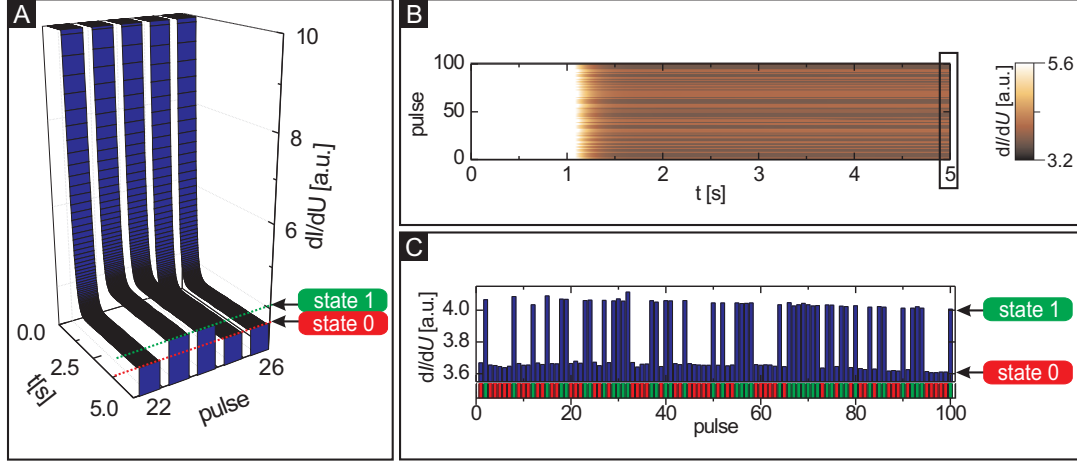 A
10
8
6
dI/dU [a.u.]
state 1
state 0
0.0
2.5
5.0
t[s]
22
26
pulse
B
100
50
0
pulse
0 1 2 3 4 5
t [s]
5.6
3.2
dI/dU [a.u.]
C
4.0
3.8
3.6
dI/dU [a.u.]
state 1
state 0
0 20 40 60 80 100
pulse